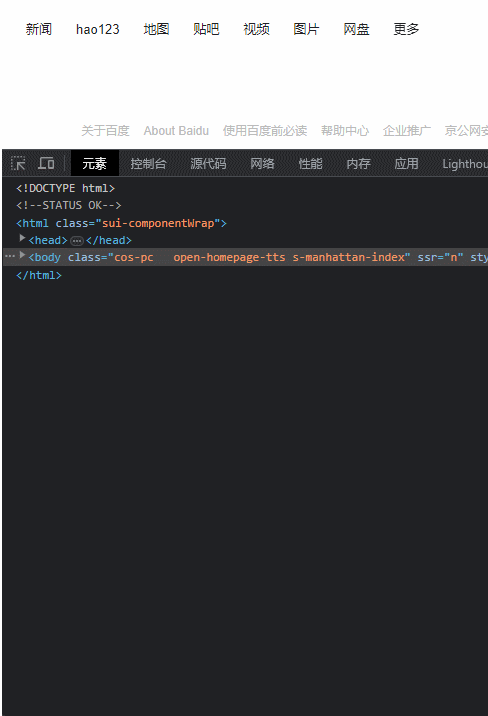 新闻 hao123 地图 贴吧 视频 图片 网盘 更多
关于百度 About Baidu 使用百度前必读 帮助中心 企业推广 京公网安
元素 控制台 源代码 网络 性能 内存 应用 Lighthou
<!DOCTYPE html>
<!--STATUS OK-->
<html class="sui-componentWrap">
<head>…</head>
<body class="cos-pc   open-homepage-tts s-manhattan-index" ssr="n" sty
</html>